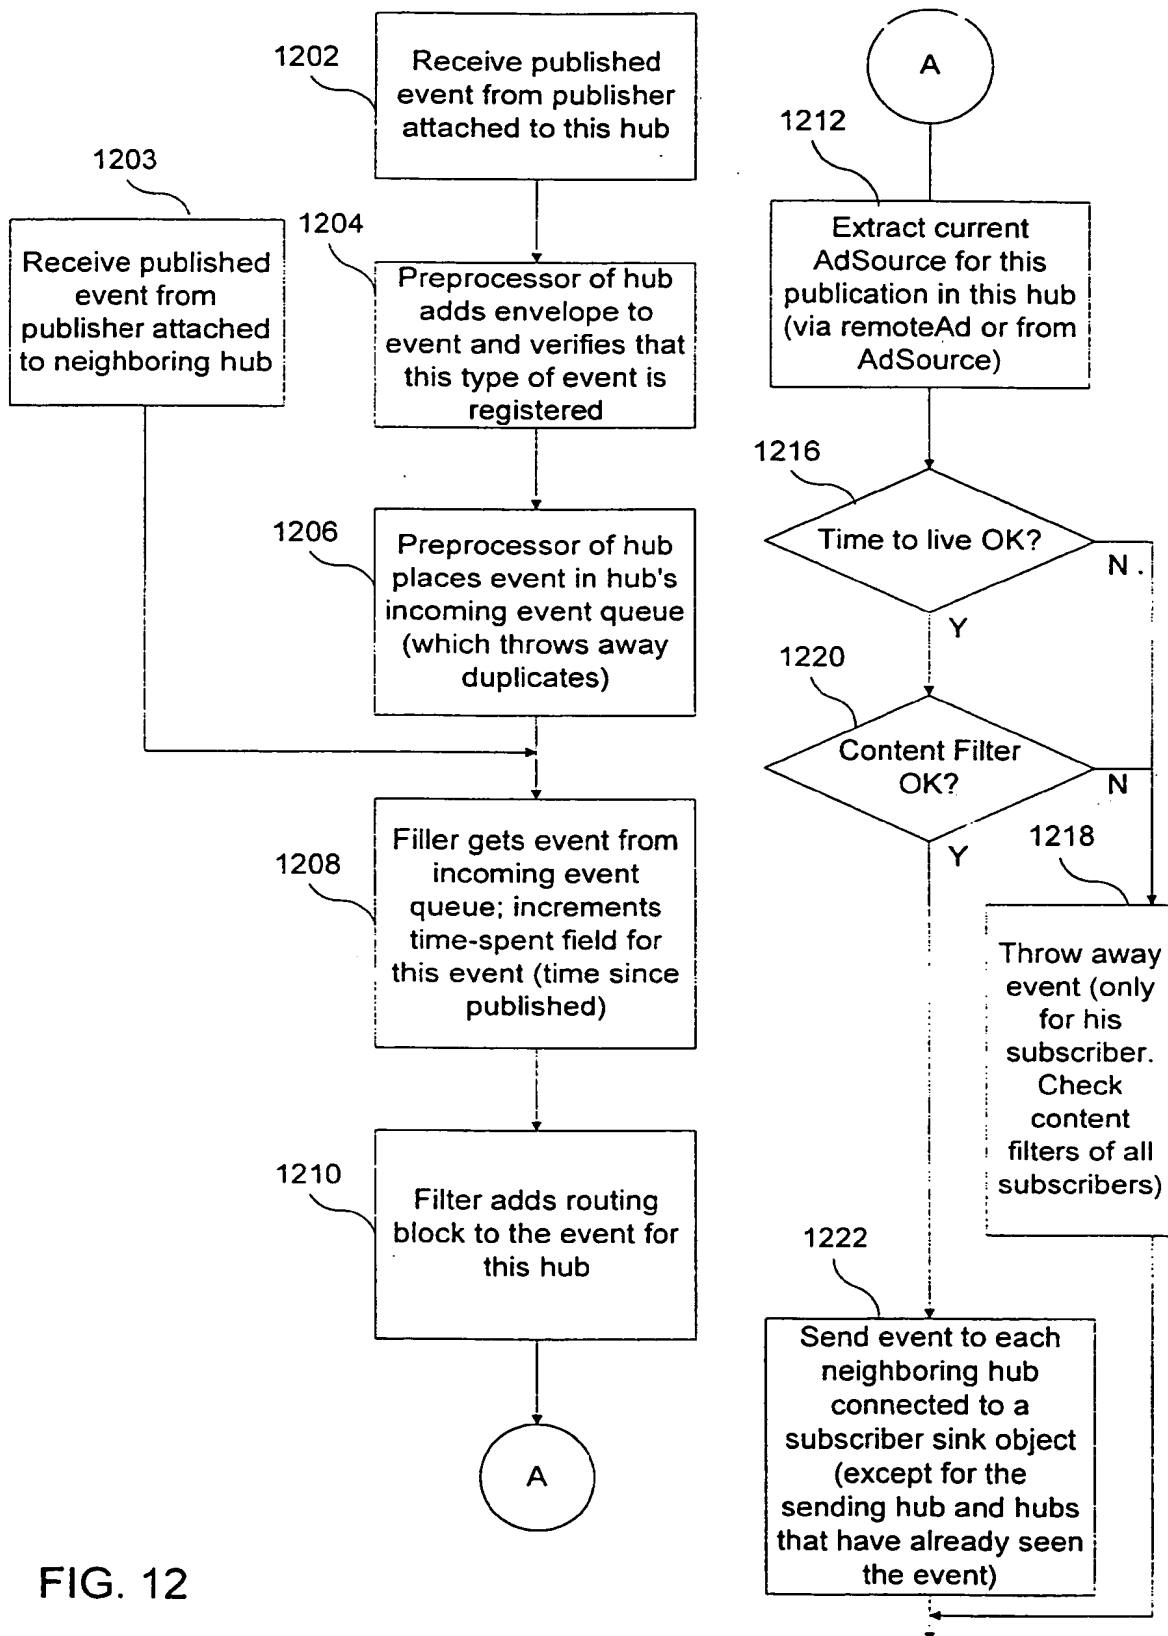 1202
Receive published
event from publisher
attached to this hub
1203
Receive published
event from
publisher attached
to neighboring hub
1204
Preprocessor of hub
adds envelope to
event and verifies that
this type of event is
registered
1206
Preprocessor of hub
places event in hub's
incoming event queue
(which throws away
duplicates)
1208
Filler gets event from
incoming event
queue; increments
time-spent field for
this event (time since
published)
1210
Filter adds routing
block to the event for
this hub
A
A
1212
Extract current
AdSource for this
publication in this hub
(via remoteAd or from
AdSource)
1216
Time to live OK?
N
Y
1220
Content Filter
OK?
N
Y
1218
Throw away
event (only
for his
subscriber.
Check
content
filters of all
subscribers)
1222
Send event to each
neighboring hub
connected to a
subscriber sink object
(except for the
sending hub and hubs
that have already seen
the event)
FIG. 12